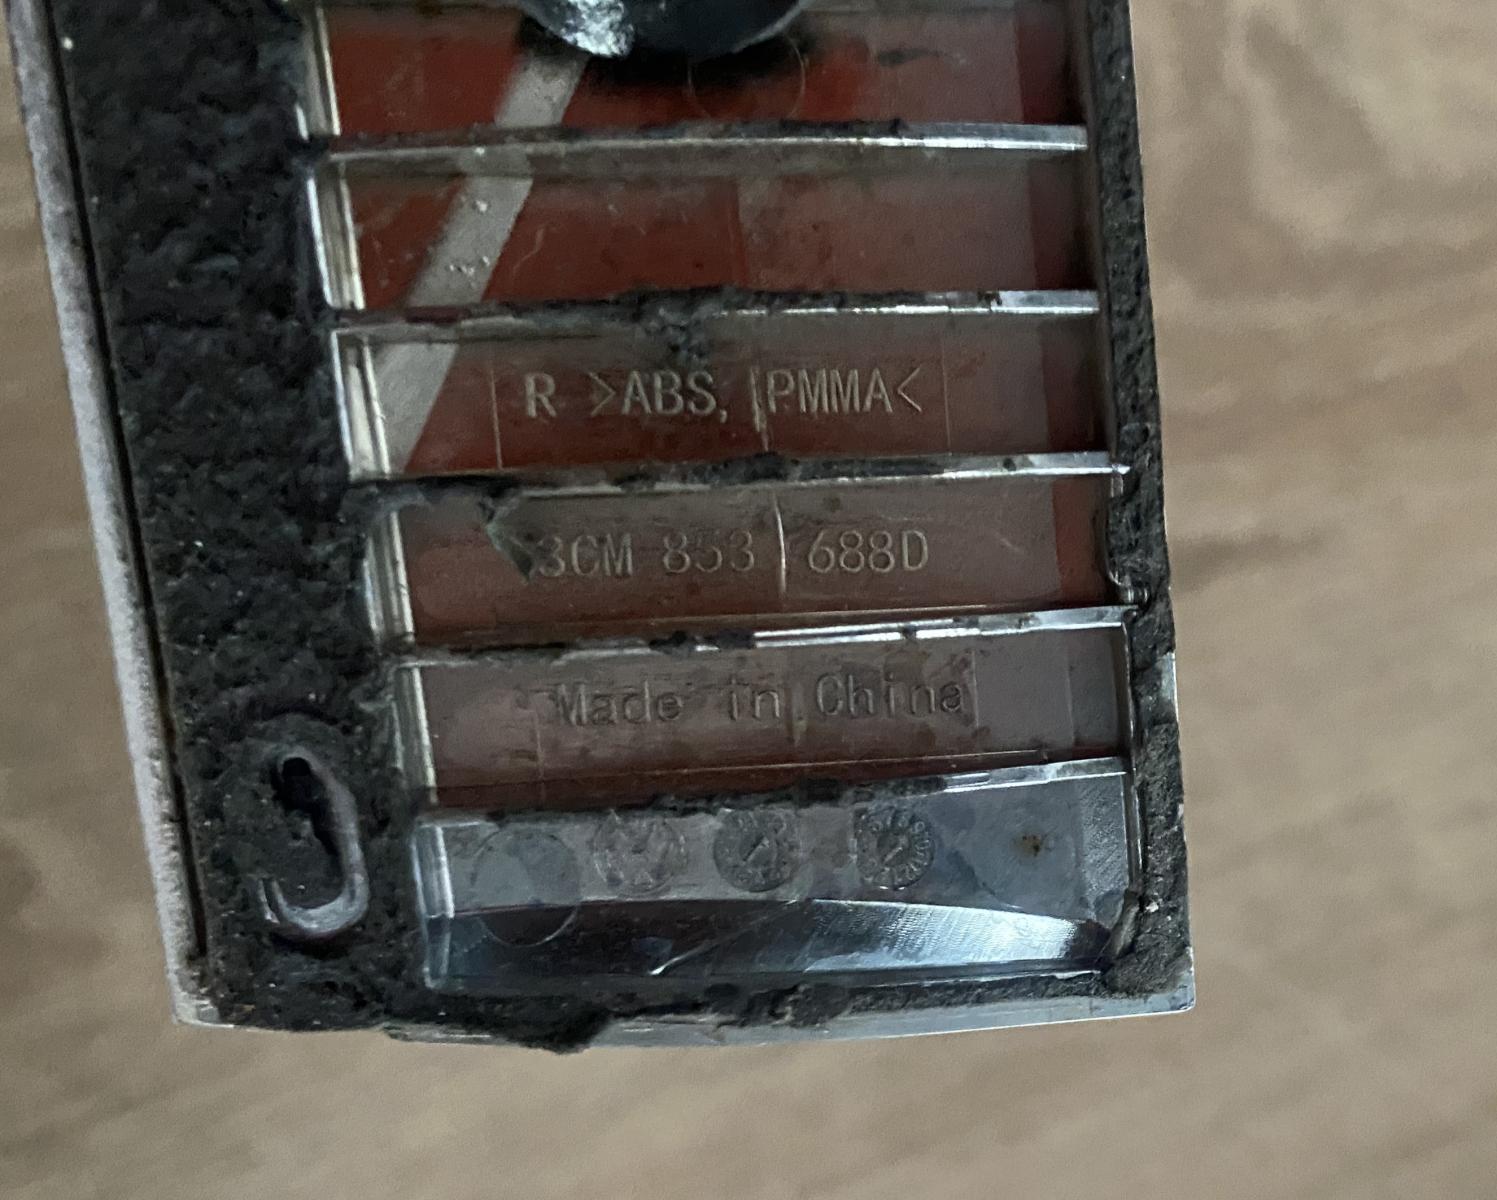 R >ABS, PMMA<
3CM 853 688D
Made in China